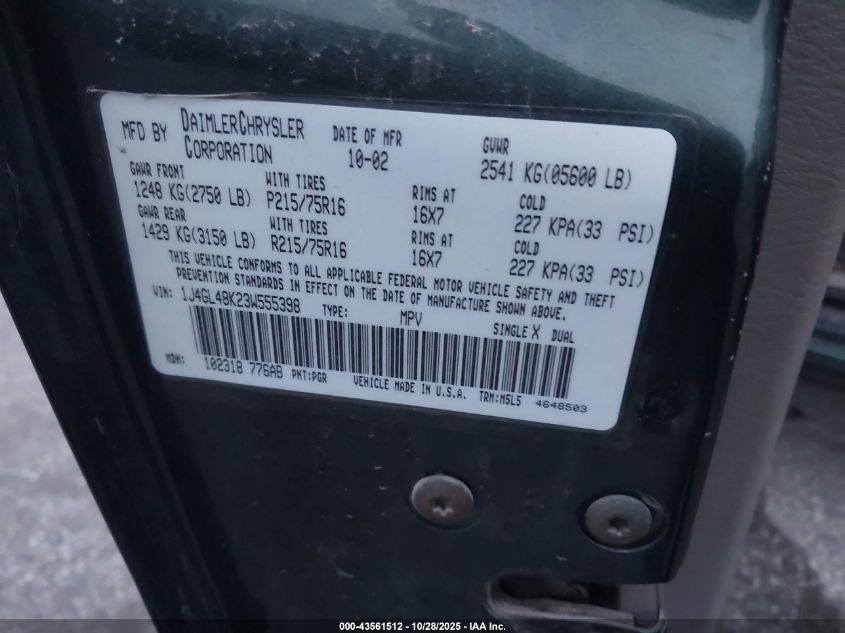 MFD BY DAIMLERCHRYSLER CORPORATION DATE OF MFR 10-02 GVWR 2541 KG(05600 LB)
GAWR FRONT WITH TIRES RIMS AT COLD
1248 KG(2750 LB) P215/75R16 16X7 227 KPA(33 PSI)
GAWR REAR WITH TIRES RIMS AT COLD
1429 KG(3150 LB) R215/75R16 16X7 227 KPA(33 PSI)
THIS VEHICLE CONFORMS TO ALL APPLICABLE FEDERAL MOTOR VEHICLE SAFETY AND THEFT
PREVENTION STANDARDS IN EFFECT ON THE DATE OF MANUFACTURE SHOWN ABOVE.
VIN: 1J4GL48K23W555398 TYPE: MPV SINGLE X DUAL
MDH: 102318 776AB PNT:PGR VEHICLE MADE IN U.S.A. TRM:M5L5 4648503
000-43561512 - 10/28/2025 - IAA Inc.